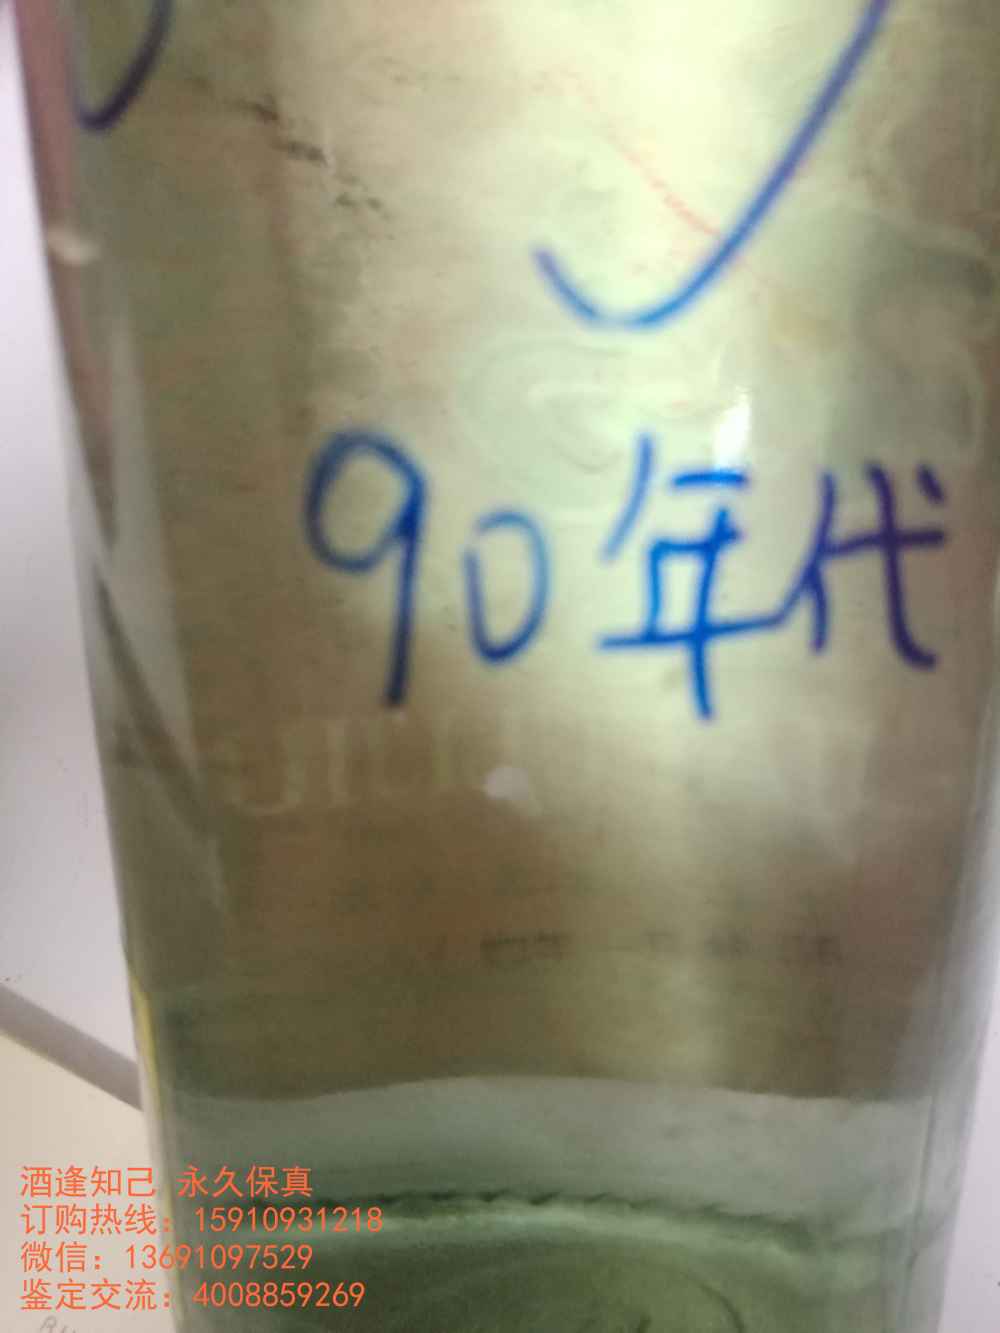 90年代
酒逢知己 永久保真
订购热线：15910931218
微信：13691097529
鉴定交流：4008859269